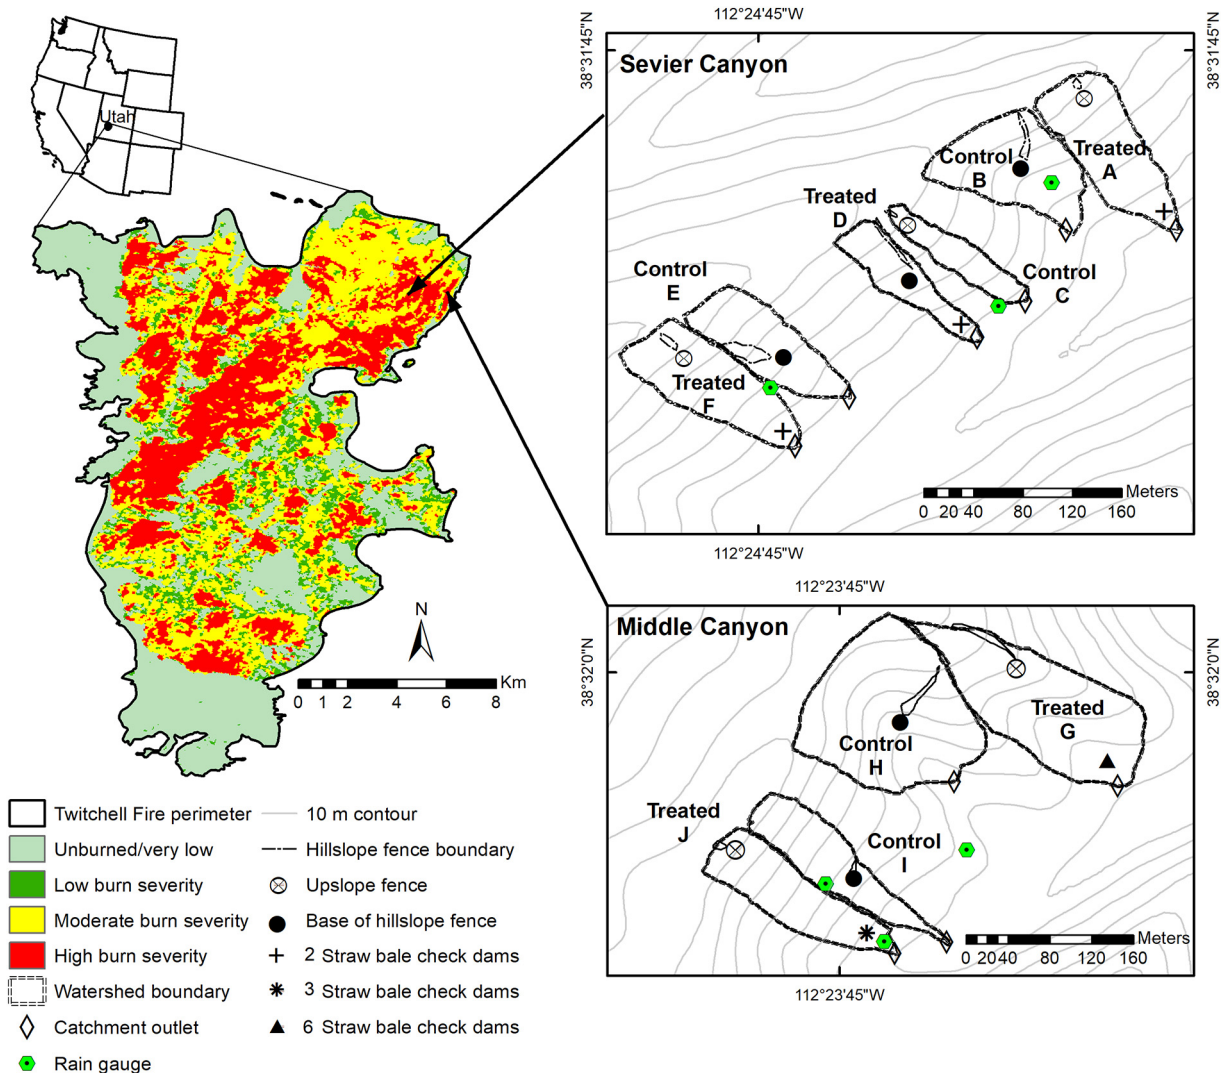 Utah
N
Km
0 1 2 4 6 8
Twitchell Fire perimeter
Unburned/very low
Low burn severity
Moderate burn severity
High burn severity
Watershed boundary
Catchment outlet
Rain gauge
10 m contour
Hillslope fence boundary
Upslope fence
Base of hillslope fence
2 Straw bale check dams
3 Straw bale check dams
6 Straw bale check dams
112°24'45"W
38°31'45"N
38°31'45"N
Sevier Canyon
Control
B
Treated
A
Treated
D
Control
C
Control
E
Treated
F
Meters
0 20 40 80 120 160
112°24'45"W
112°23'45"W
38°32'0"N
38°32'0"N
Middle Canyon
Treated
G
Control
H
Treated
J
Control
I
Meters
0 20 40 80 120 160
112°23'45"W